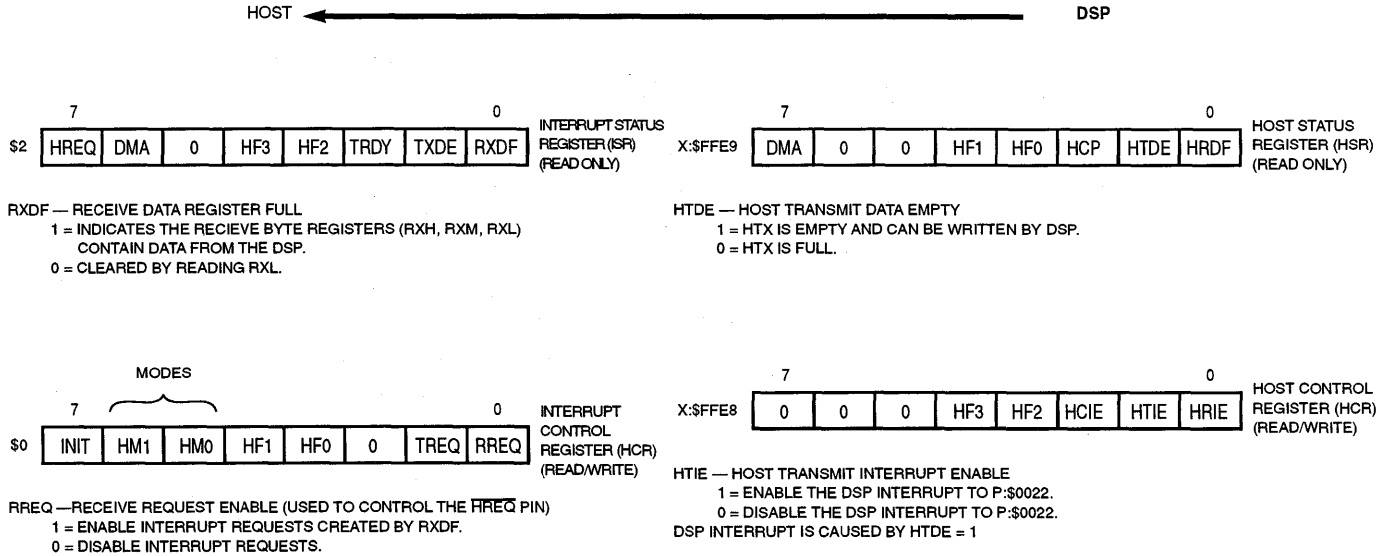 HOST DSP
7 0
$2 HREQ DMA 0 HF3 HF2 TRDY TXDE RXDF
INTERRUPT STATUS
REGISTER (ISR)
(READ ONLY)
RXDF — RECEIVE DATA REGISTER FULL
1 = INDICATES THE RECIEVE BYTE REGISTERS (RXH, RXM, RXL)
CONTAIN DATA FROM THE DSP.
0 = CLEARED BY READING RXL.
7 0
X:$FFE9 DMA 0 0 HF1 HF0 HCP HTDE HRDF
HOST STATUS
REGISTER (HSR)
(READ ONLY)
HTDE — HOST TRANSMIT DATA EMPTY
1 = HTX IS EMPTY AND CAN BE WRITTEN BY DSP.
0 = HTX IS FULL.
MODES
7 0
$0 INIT HM1 HM0 HF1 HF0 0 TREQ RREQ
INTERRUPT
CONTROL
REGISTER (HCR)
(READ/WRITE)
RREQ —RECEIVE REQUEST ENABLE (USED TO CONTROL THE HREQ PIN)
1 = ENABLE INTERRUPT REQUESTS CREATED BY RXDF.
0 = DISABLE INTERRUPT REQUESTS.
7 0
X:$FFE8 0 0 0 HF3 HF2 HCIE HTIE HRIE
HOST CONTROL
REGISTER (HCR)
(READ/WRITE)
HTIE — HOST TRANSMIT INTERRUPT ENABLE
1 = ENABLE THE DSP INTERRUPT TO P:$0022.
0 = DISABLE THE DSP INTERRUPT TO P:$0022.
DSP INTERRUPT IS CAUSED BY HTDE = 1